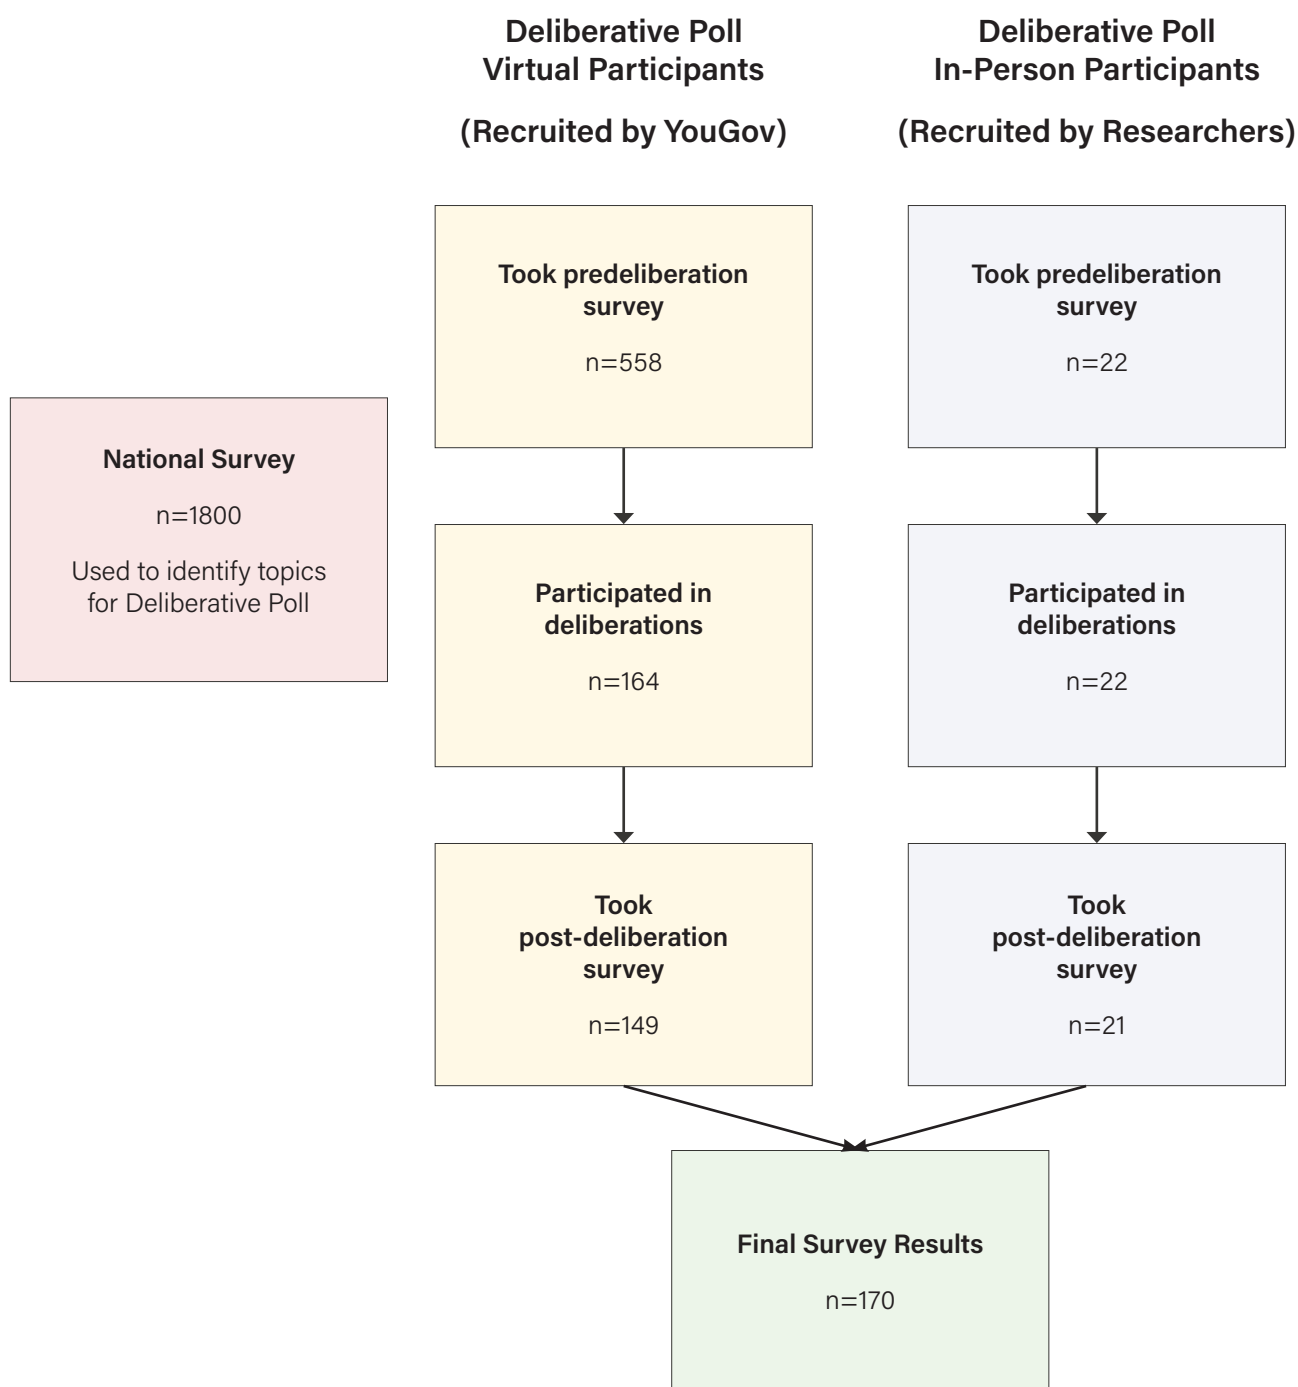 Deliberative Poll
Virtual Participants
(Recruited by YouGov)
Deliberative Poll
In-Person Participants
(Recruited by Researchers)
National Survey
n=1800
Used to identify topics
for Deliberative Poll
Took predeliberation
survey
n=558
Participated in
deliberations
n=164
Took
post-deliberation
survey
n=149
Took predeliberation
survey
n=22
Participated in
deliberations
n=22
Took
post-deliberation
survey
n=21
Final Survey Results
n=170